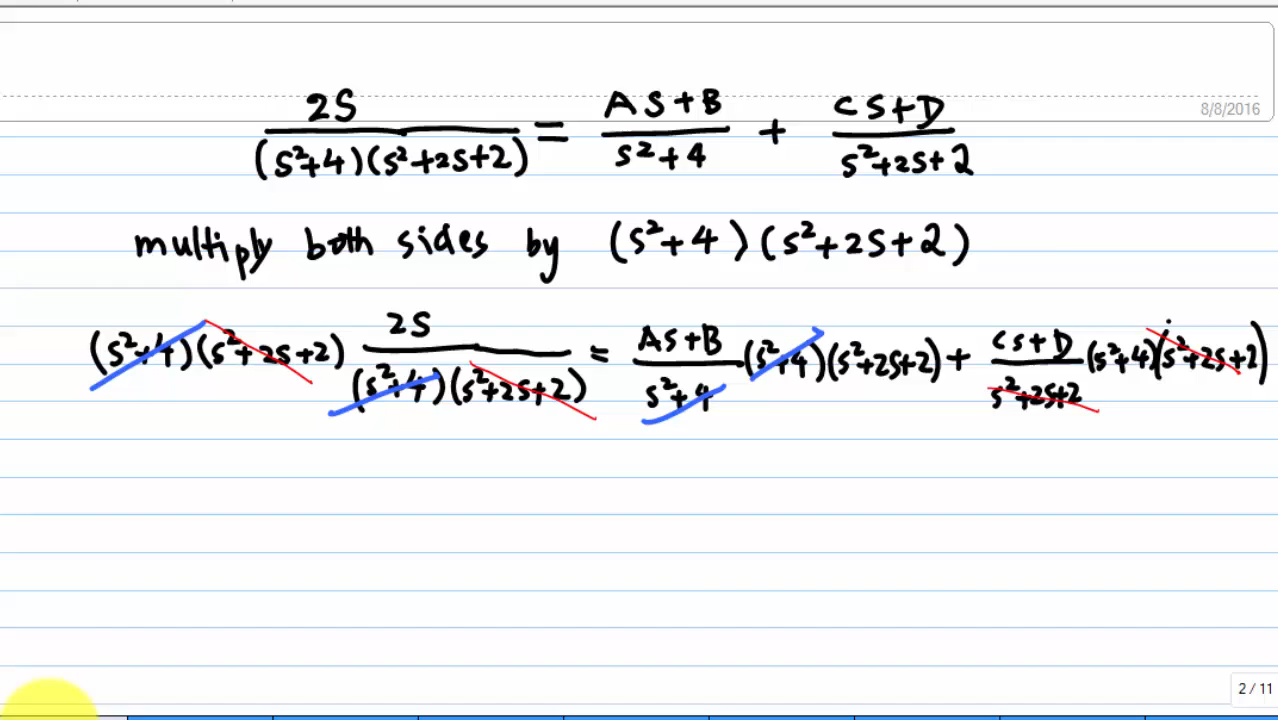 8/8/2016
2S / (S²+4)(S²+2S+2) = AS+B / S²+4 + CS+D / S²+2S+2
multiply both sides by (S²+4)(S²+2S+2)
(S²+4)(S²+2S+2) 2S / (S²+4)(S²+2S+2) = AS+B / S²+4 (S²+4)(S²+2S+2) + CS+D / S²+2S+2 (S²+4)(S²+2S+2)
2 / 11